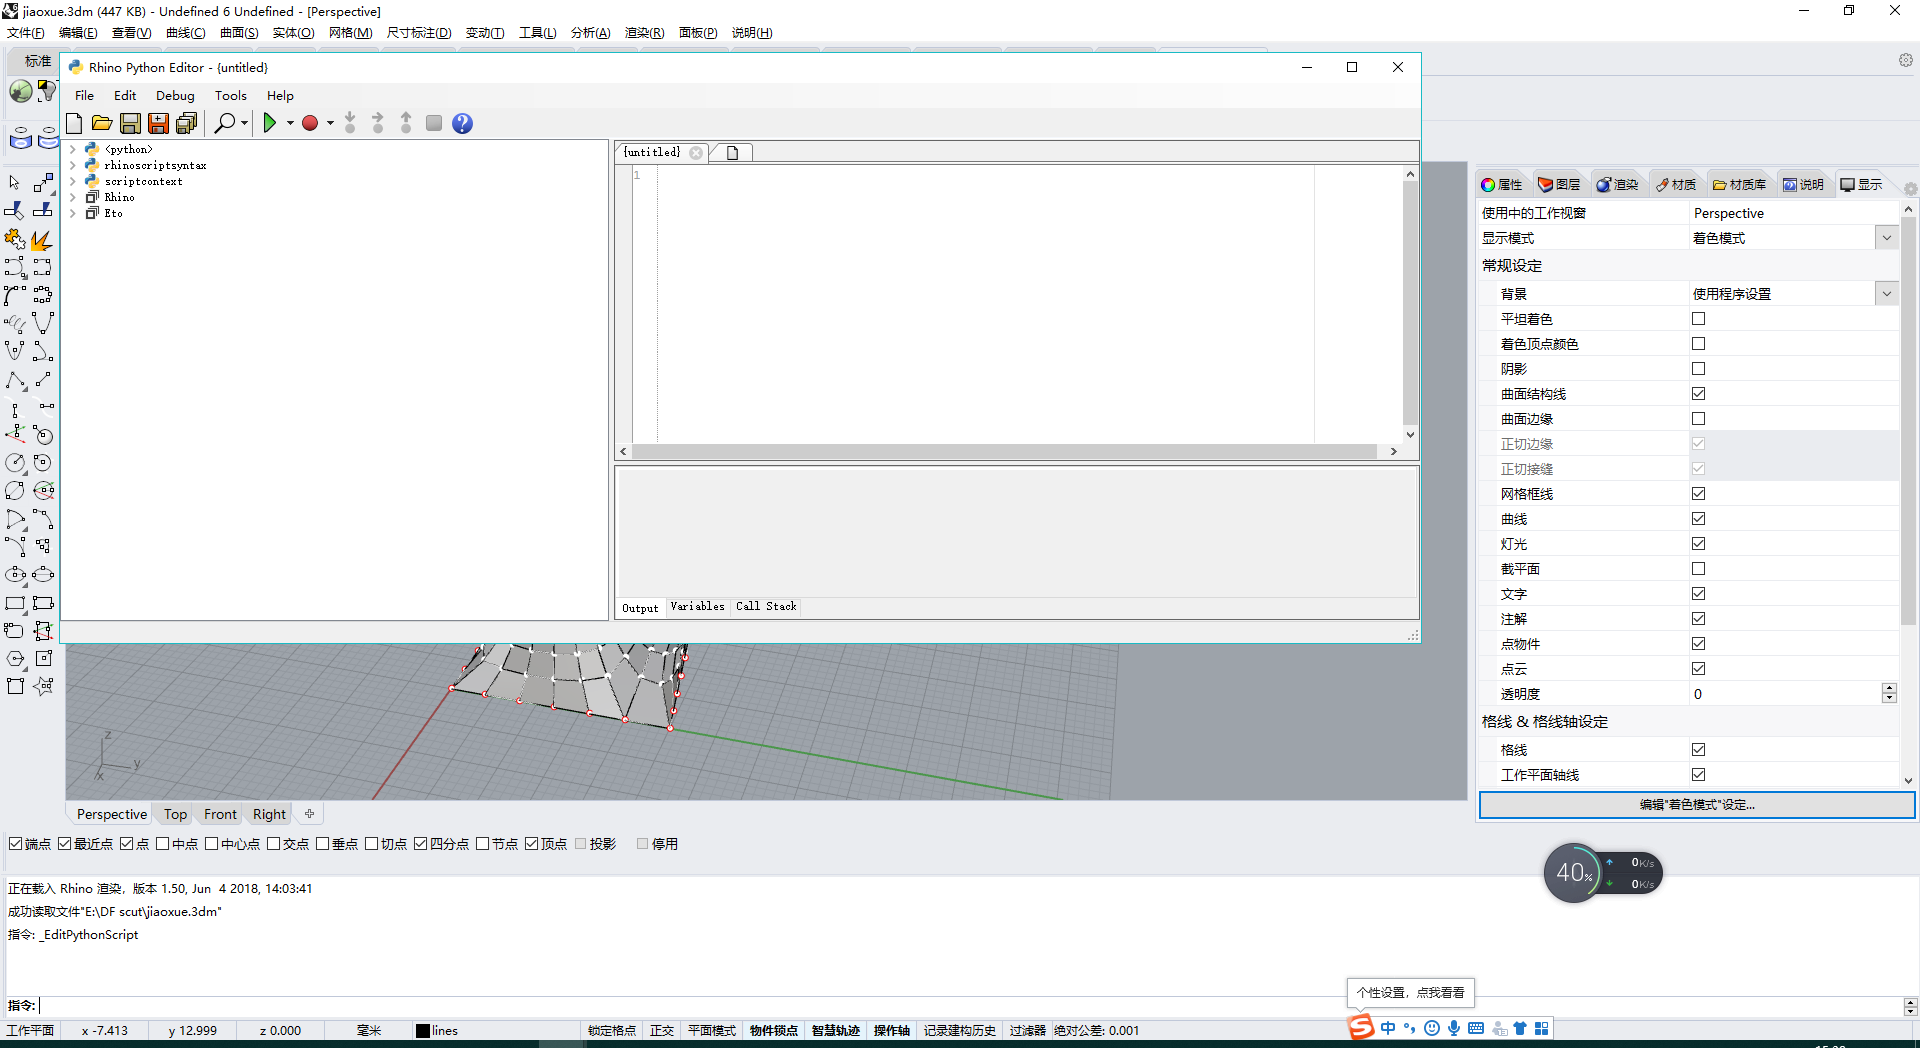 jiaoxue.3dm (447 KB) - Undefined 6 Undefined - [Perspective]
文件(F) 编辑(E) 查看(V) 曲线(C) 曲面(S) 实体(O) 网格(M) 尺寸标注(D) 变动(T) 工具(L) 分析(A) 渲染(R) 面板(P) 说明(H)
标准
Rhino Python Editor - {untitled}
File Edit Debug Tools Help
<python>
rhinoscriptsyntax
scriptcontext
Rhino
Eto
{untitled}
1
Output Variables Call Stack
属性 图层 渲染 材质 材质库 说明 显示
使用中的工作视窗 Perspective
显示模式 着色模式
常规设定
背景 使用程序设置
平坦着色
着色顶点颜色
阴影
曲面结构线
曲面边缘
正切边缘
正切接缝
网格框线
曲线
灯光
截平面
文字
注解
点物件
点云
透明度 0
格线 & 格线轴设定
格线
工作平面轴线
编辑"着色模式"设定...
z
y
x
Perspective Top Front Right
端点 最近点 点 中点 中心点 交点 垂点 切点 四分点 节点 顶点 投影 停用
40%
0K/s
0K/s
正在载入 Rhino 渲染，版本 1.50, Jun 4 2018, 14:03:41
成功读取文件"E:\DF scut\jiaoxue.3dm"
指令: _EditPythonScript
指令:
个性设置，点我看看
中
工作平面 x -7.413 y 12.999 z 0.000 毫米 lines 锁定格点 正交 平面模式 物件锁点 智慧轨迹 操作轴 记录建构历史 过滤器 绝对公差: 0.001